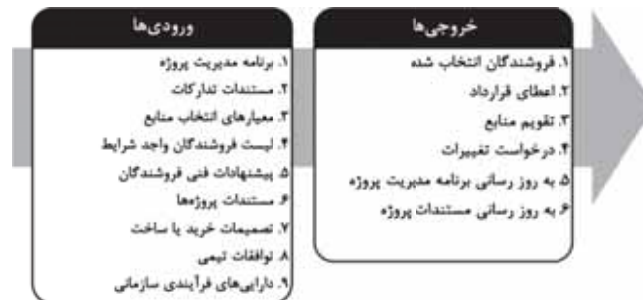 ورودی‌ها
۱. برنامه مدیریت پروژه
۲. مستندات تدارکات
۳. معیارهای انتخاب منابع
۴. لیست فروشندگان واجد شرایط
۵. پیشنهادات فنی فروشندگان
۶. مستندات پروژه‌ها
۷. تصمیمات خرید یا ساخت
۸. توافقات تیمی
۹. دارایی‌های فرآیندی سازمانی
خروجی‌ها
۱. فروشندگان انتخاب شده
۲. اعطای قرارداد
۳. تقویم منابع
۴. درخواست تغییرات
۵. به روز رسانی برنامه مدیریت پروژه
۶. به روز رسانی مستندات پروژه